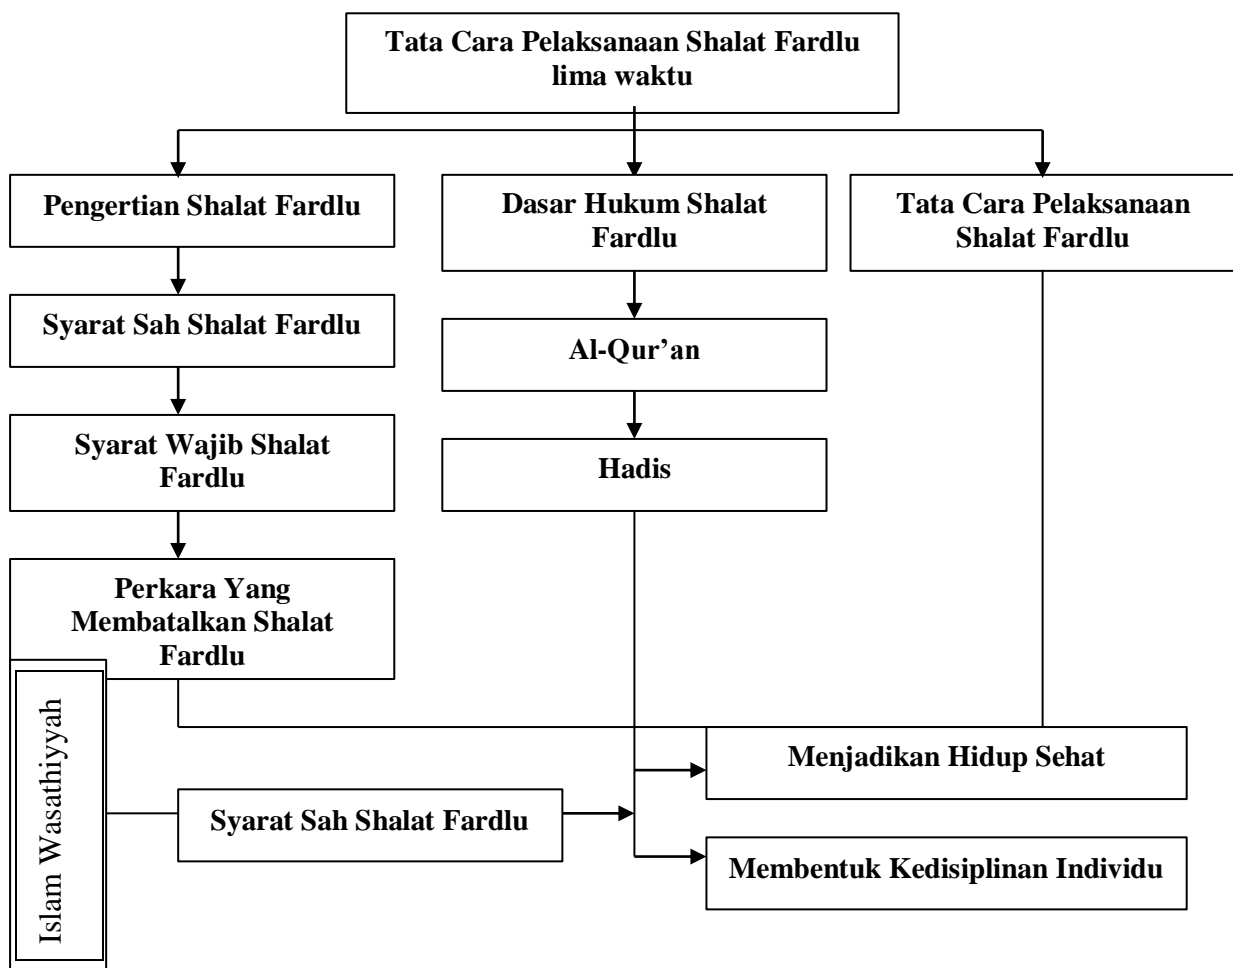 Tata Cara Pelaksanaan Shalat Fardlu
lima waktu
Pengertian Shalat Fardlu
Dasar Hukum Shalat
Fardlu
Tata Cara Pelaksanaan
Shalat Fardlu
Syarat Sah Shalat Fardlu
Al-Qur’an
Syarat Wajib Shalat
Fardlu
Hadis
Perkara Yang
Membatalkan Shalat
Fardlu
Islam Wasathiyyah
Menjadikan Hidup Sehat
Syarat Sah Shalat Fardlu
Membentuk Kedisiplinan Individu